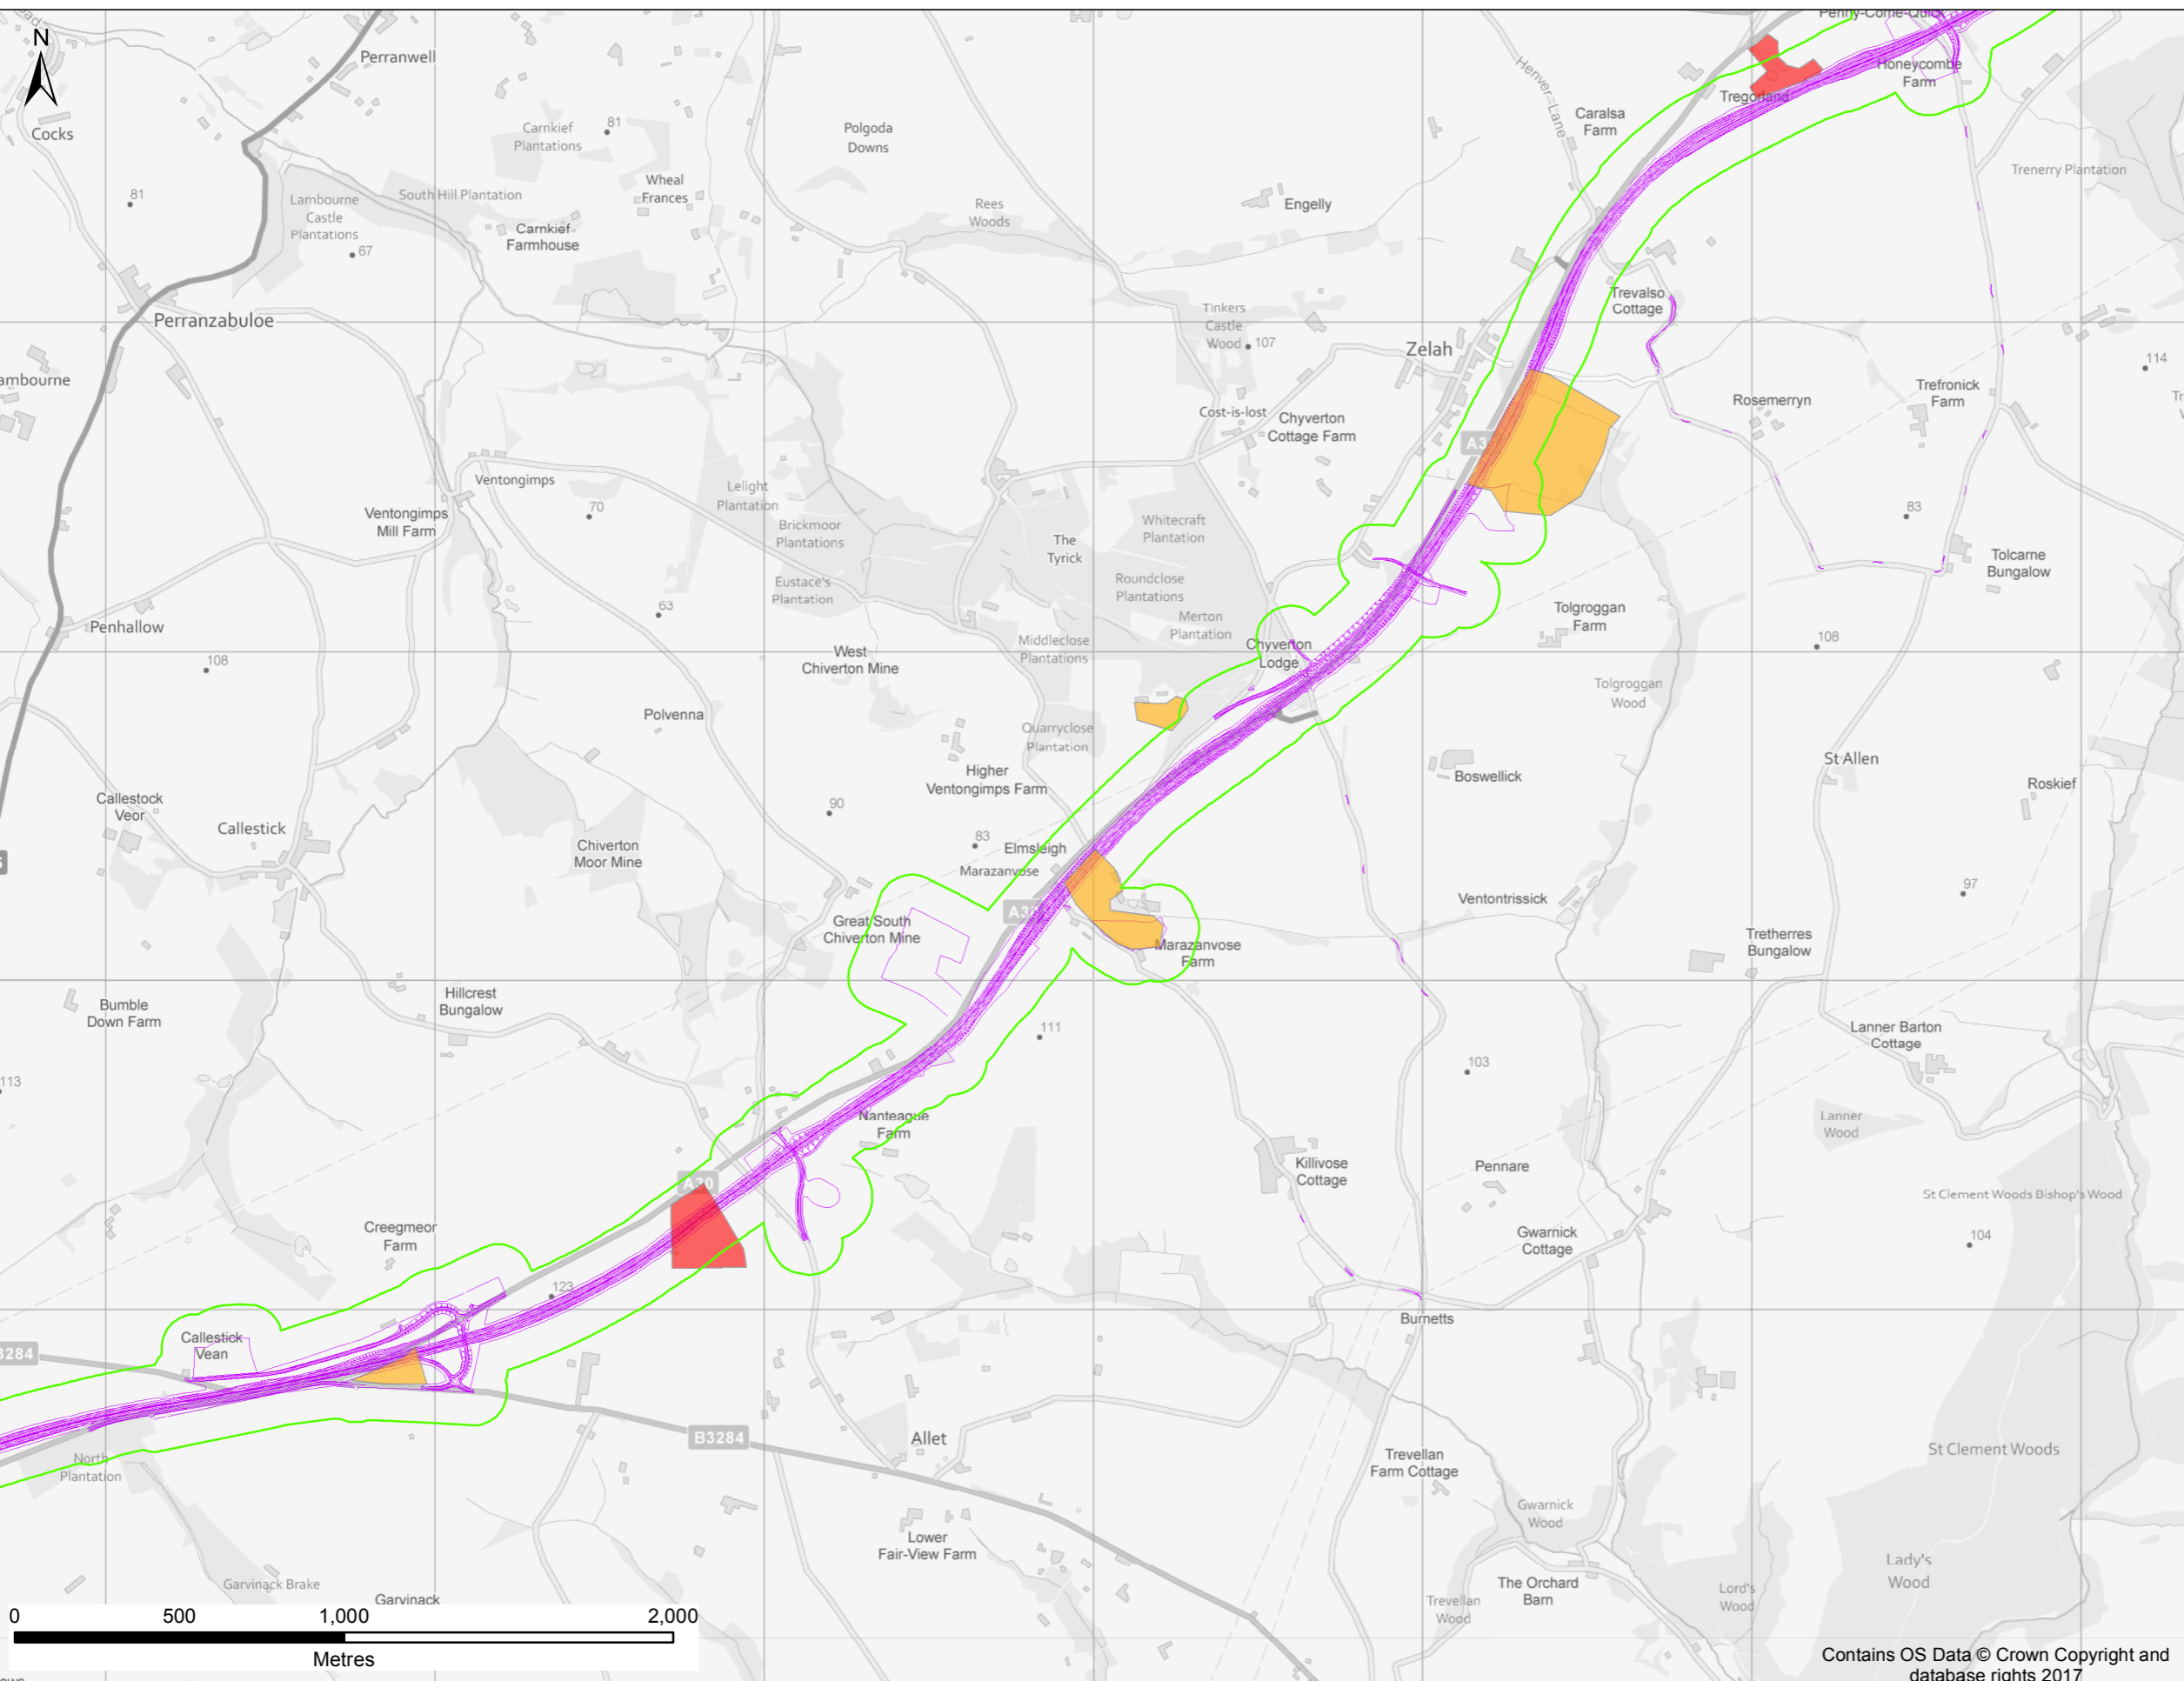 N
Perranwell
Cocks
Carnkief
Plantations
81
Polgoda
Downs
Henver Lane
Caralsa
Farm
Penny-Come-Quick
Honeycombe
Farm
Tregorland
Trenerry Plantation
81
Lambourne
Castle
Plantations
67
South Hill Plantation
Wheal
Frances
Carnkief
Farmhouse
Rees
Woods
Engelly
Trevalso
Cottage
Perranzabuloe
Tinkers
Castle
Wood
107
Zelah
114
ambourne
Cost-is-lost
Chyverton
Cottage Farm
Rosemerryn
Trefronick
Farm
Tr
A3
Ventongimps
70
Ventongimps
Mill Farm
Lelight
Plantation
Brickmoor
Plantations
The
Tyrick
Whitecraft
Plantation
83
Tolcarne
Bungalow
Eustace's
Plantation
Roundclose
Plantations
63
Merton
Plantation
Tolgroggan
Farm
Penhallow
108
West
Chiverton Mine
Middleclose
Plantations
Chyverton
Lodge
108
Tolgroggan
Wood
Polvenna
Quarryclose
Plantation
St Allen
Higher
Ventongimps Farm
Boswellick
Roskief
Callestock
Veor
Callestick
90
83
Elmsleigh
Marazanvose
Chiverton
Moor Mine
97
Ventontrissick
A3
Great South
Chiverton Mine
Marazanvose
Farm
Tretherres
Bungalow
Bumble
Down Farm
Hillcrest
Bungalow
111
Lanner Barton
Cottage
113
103
Nanteague
Farm
Lanner
Wood
Killivose
Cottage
Pennare
A30
St Clement Woods Bishop's Wood
Creegmeor
Farm
Gwarnick
Cottage
104
123
Burnetts
Callestick
Vean
3284
B3284
Allet
North
Plantation
Trevellan
Farm Cottage
St Clement Woods
Gwarnick
Wood
Lower
Fair-View Farm
Lady's
Wood
Garvinack Brake
Garvinack
The Orchard
Barn
Trevellan
Wood
Lord's
Wood
0 500 1,000 2,000
Metres
Contains OS Data © Crown Copyright and
database rights 2017